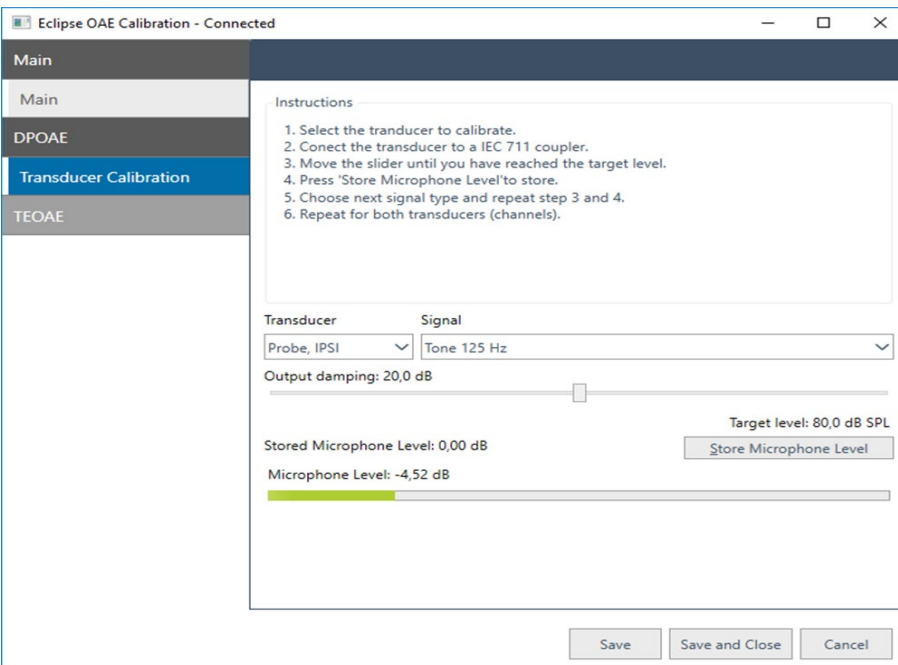 Eclipse OAE Calibration - Connected
Main
Main
DPOAE
Transducer Calibration
TEOAE
Instructions
1. Select the tranducer to calibrate.
2. Conect the transducer to a IEC 711 coupler.
3. Move the slider until you have reached the target level.
4. Press 'Store Microphone Level'to store.
5. Choose next signal type and repeat step 3 and 4.
6. Repeat for both transducers (channels).
Transducer Signal
Probe, IPSI Tone 125 Hz
Output damping: 20,0 dB
Target level: 80,0 dB SPL
Stored Microphone Level: 0,00 dB Store Microphone Level
Microphone Level: -4,52 dB
Save Save and Close Cancel